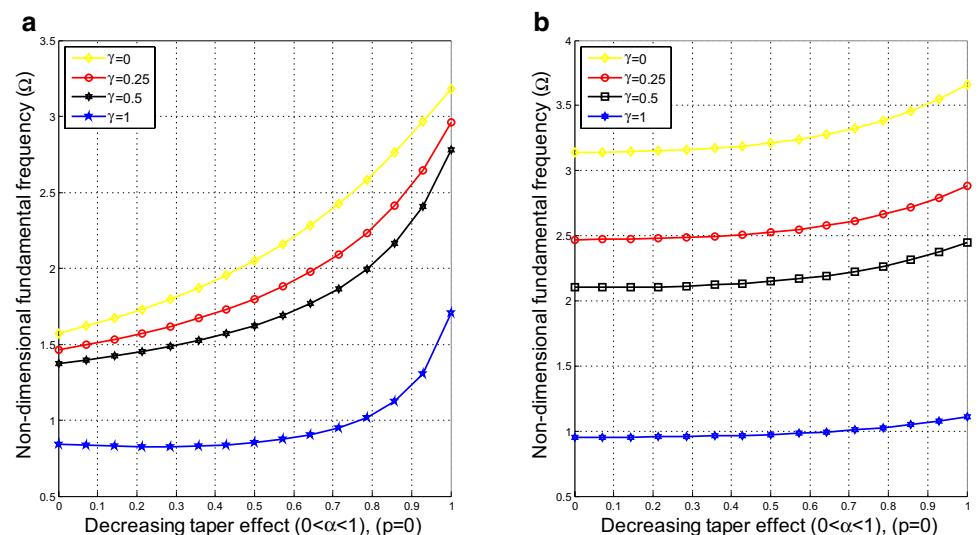 a
Non-dimensional fundamental frequency (Ω)
3.5
3
2.5
2
1.5
1
0.5
γ=0
γ=0.25
γ=0.5
γ=1
0 0.1 0.2 0.3 0.4 0.5 0.6 0.7 0.8 0.9 1
Decreasing taper effect (0<α<1), (p=0)
b
Non-dimensional fundamental frequency (Ω)
4
3.5
3
2.5
2
1.5
1
0.5
γ=0
γ=0.25
γ=0.5
γ=1
0 0.1 0.2 0.3 0.4 0.5 0.6 0.7 0.8 0.9 1
Decreasing taper effect (0<α<1), (p=0)